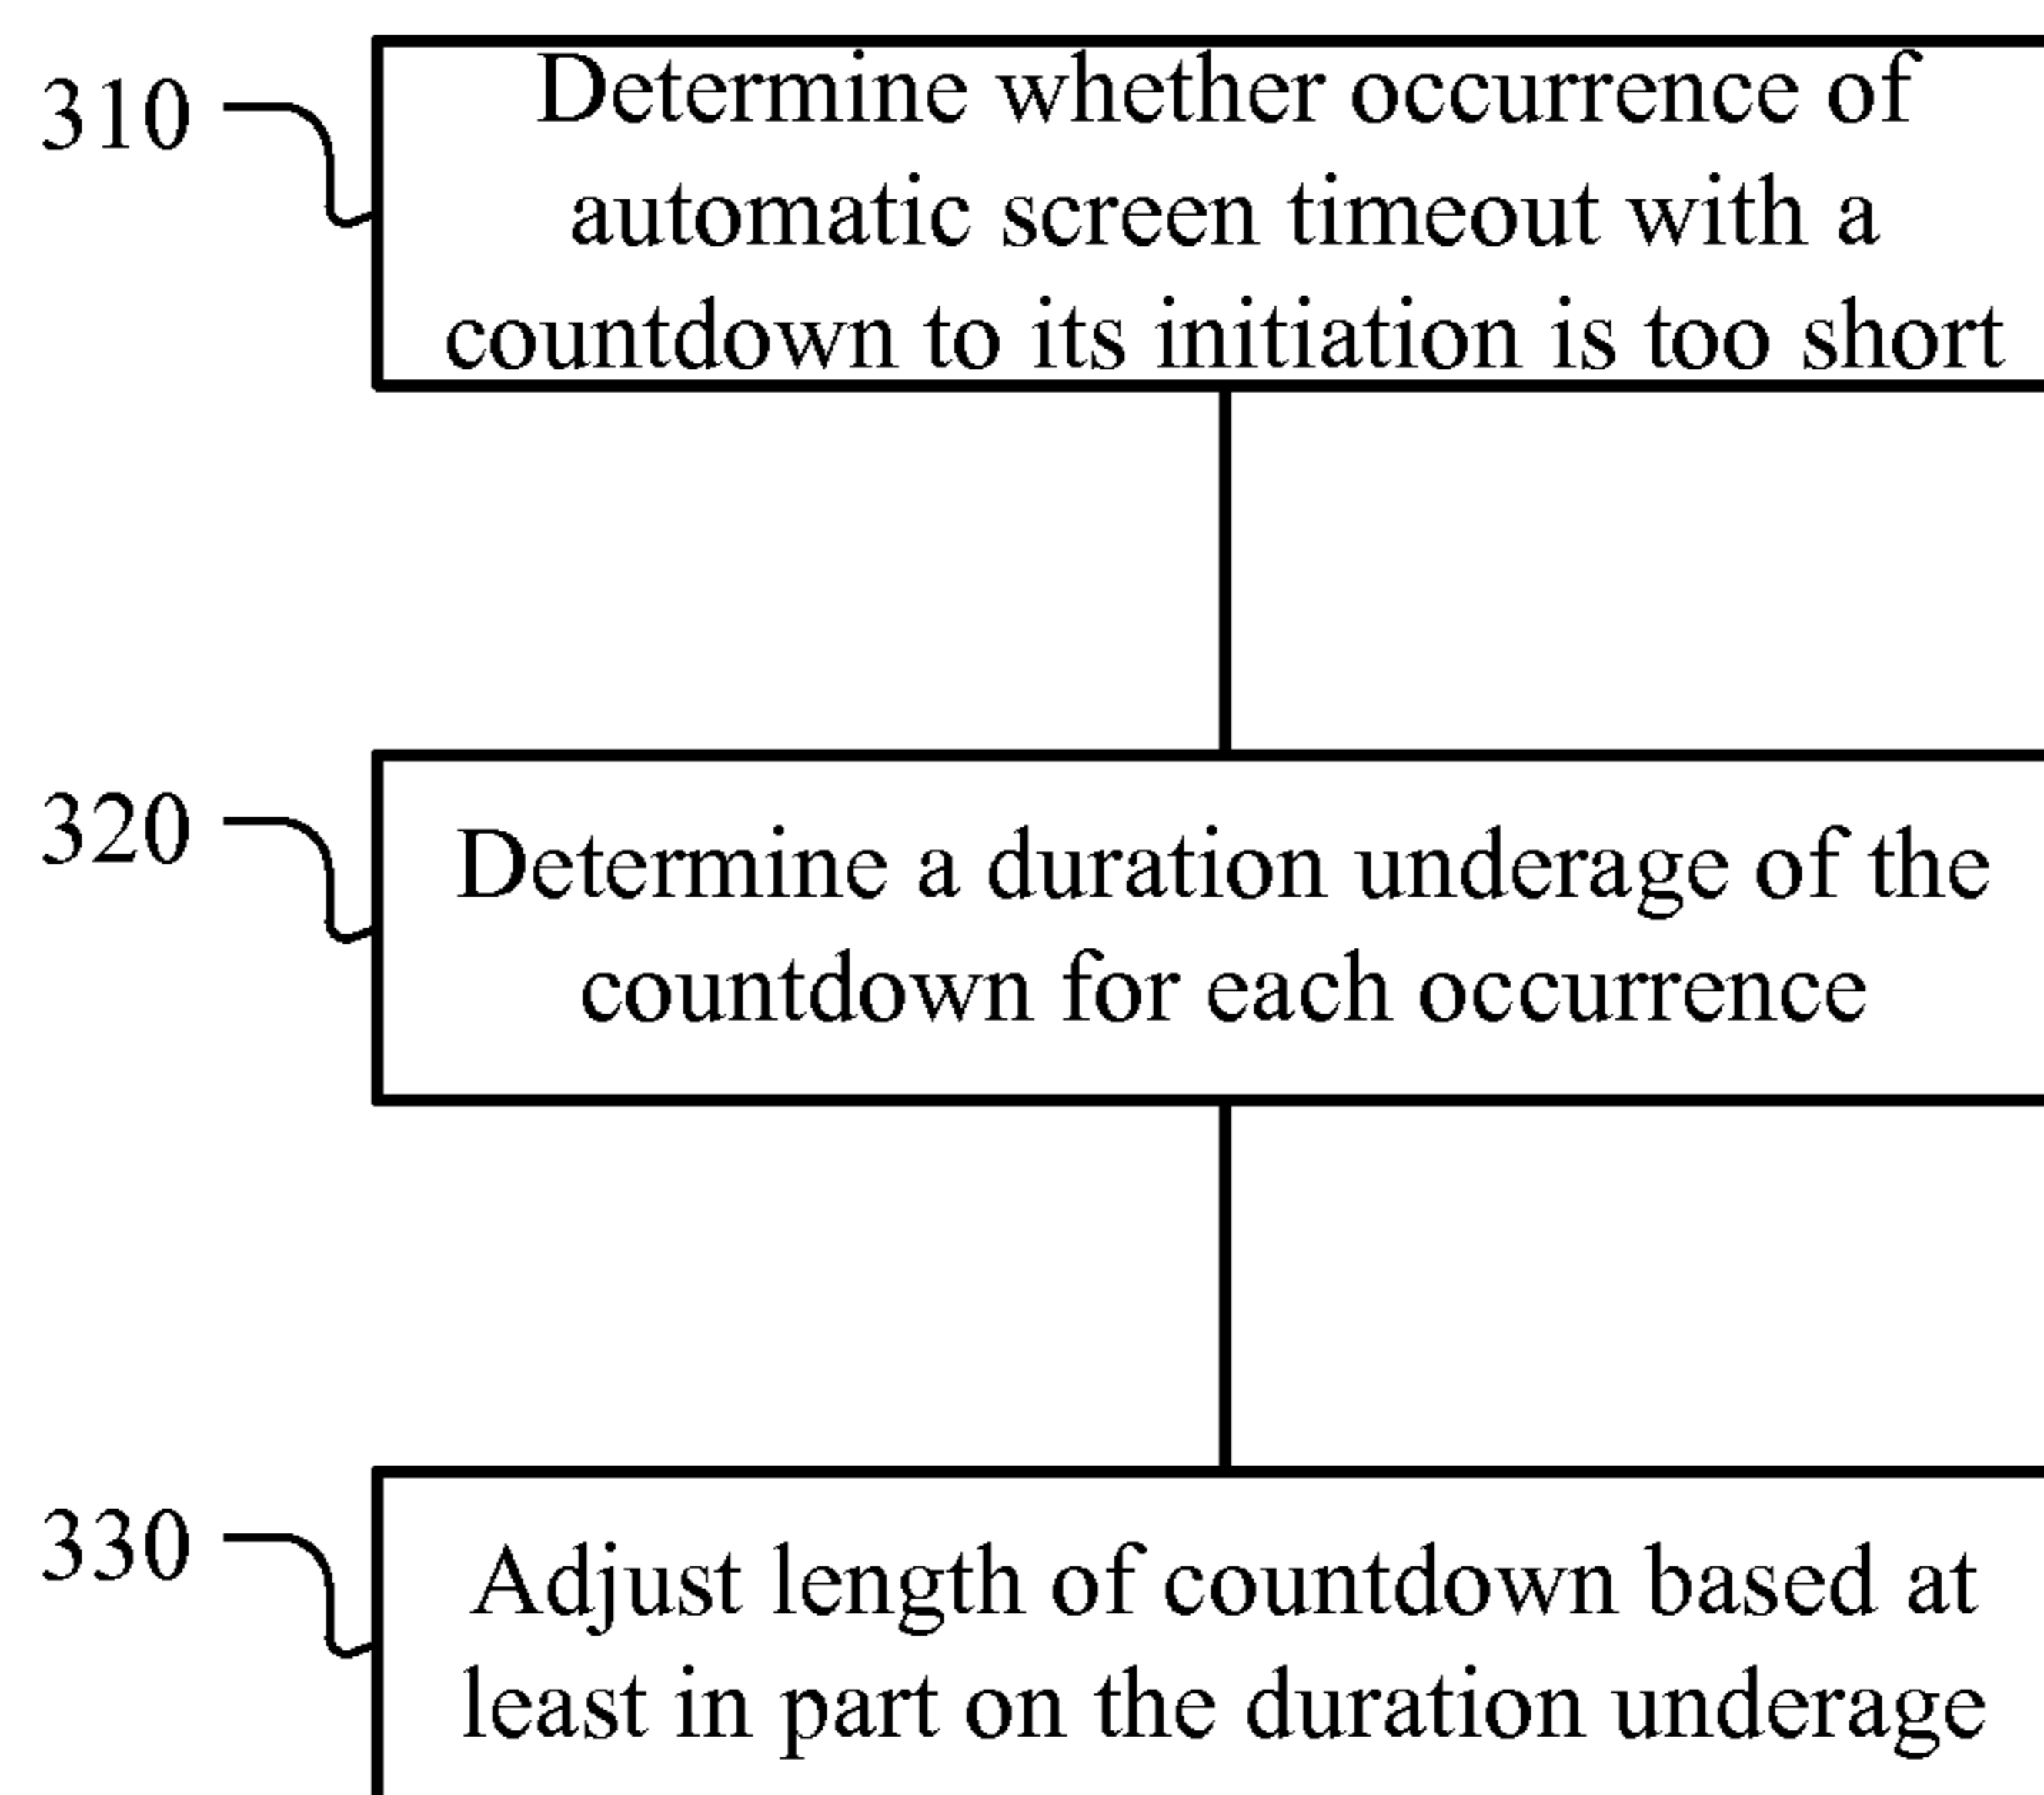 310
Determine whether occurrence of
automatic screen timeout with a
countdown to its initiation is too short
320
Determine a duration underage of the
countdown for each occurrence
330
Adjust length of countdown based at
least in part on the duration underage